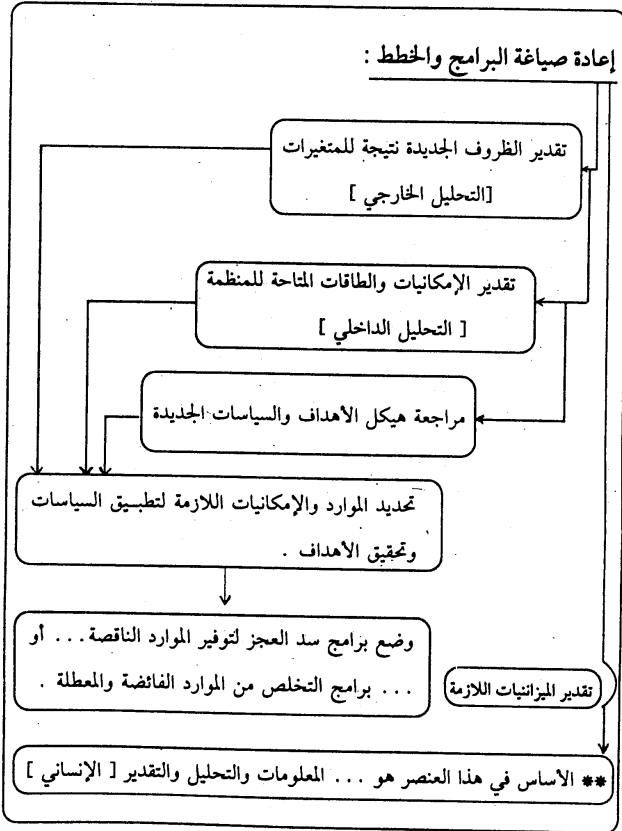 إعادة صياغة البرامج والخطط :
تقدير الظروف الجديدة نتيجة للمتغيرات
[التحليل الخارجي ]
تقدير الإمكانيات والطاقات المتاحة للمنظمة
[ التحليل الداخلي ]
مراجعة هيكل الأهداف والسياسات الجديدة
تحديد الموارد والإمكانيات اللازمة لتطبيق السياسات
وتحقيق الأهداف .
وضع برامج سد العجز لتوفير الموارد الناقصة... أو
... برامج التخلص من الموارد الفائضة والمعطلة .
تقدير الميزانيات اللازمة
** الأساس في هذا العنصر هو ... المعلومات والتحليل والتقدير [ الإنساني ]